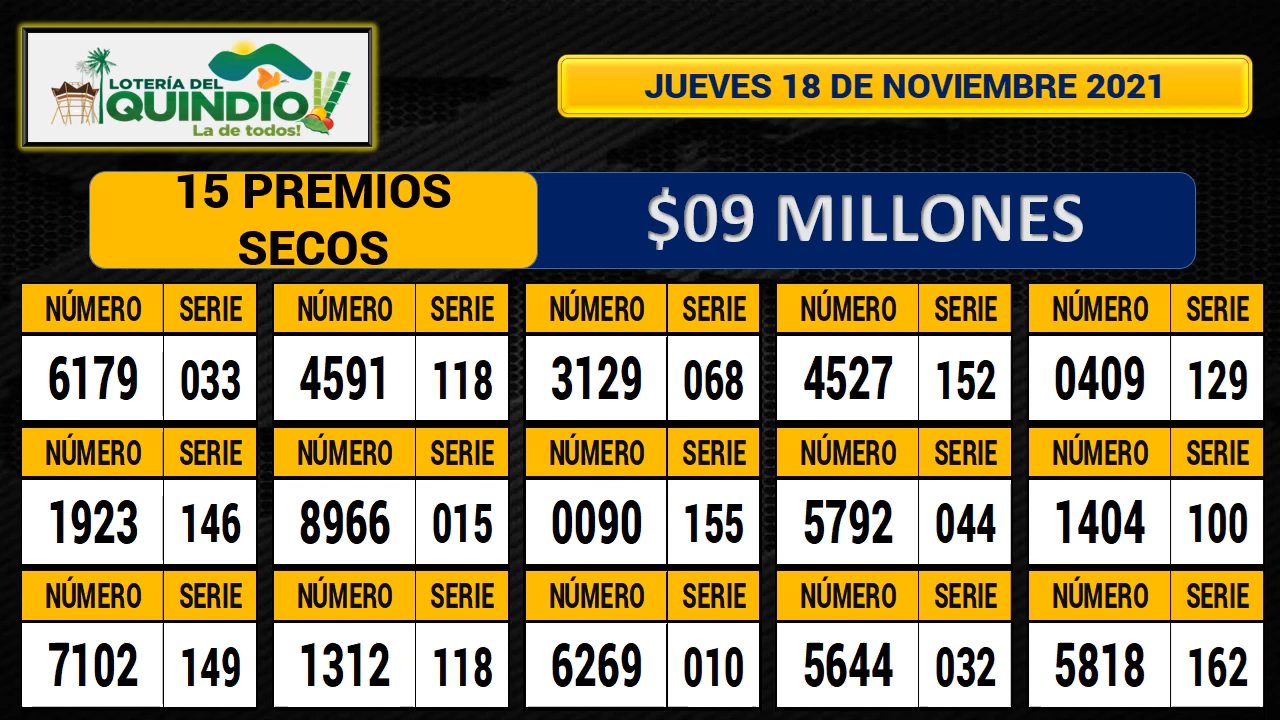 LOTERÍA DEL
QUINDIO
La de todos!
JUEVES 18 DE NOVIEMBRE 2021
15 PREMIOS
SECOS
$09 MILLONES
NÚMERO SERIE NÚMERO SERIE NÚMERO SERIE NÚMERO SERIE NÚMERO SERIE
6179 033 4591 118 3129 068 4527 152 0409 129
NÚMERO SERIE NÚMERO SERIE NÚMERO SERIE NÚMERO SERIE NÚMERO SERIE
1923 146 8966 015 0090 155 5792 044 1404 100
NÚMERO SERIE NÚMERO SERIE NÚMERO SERIE NÚMERO SERIE NÚMERO SERIE
7102 149 1312 118 6269 010 5644 032 5818 162